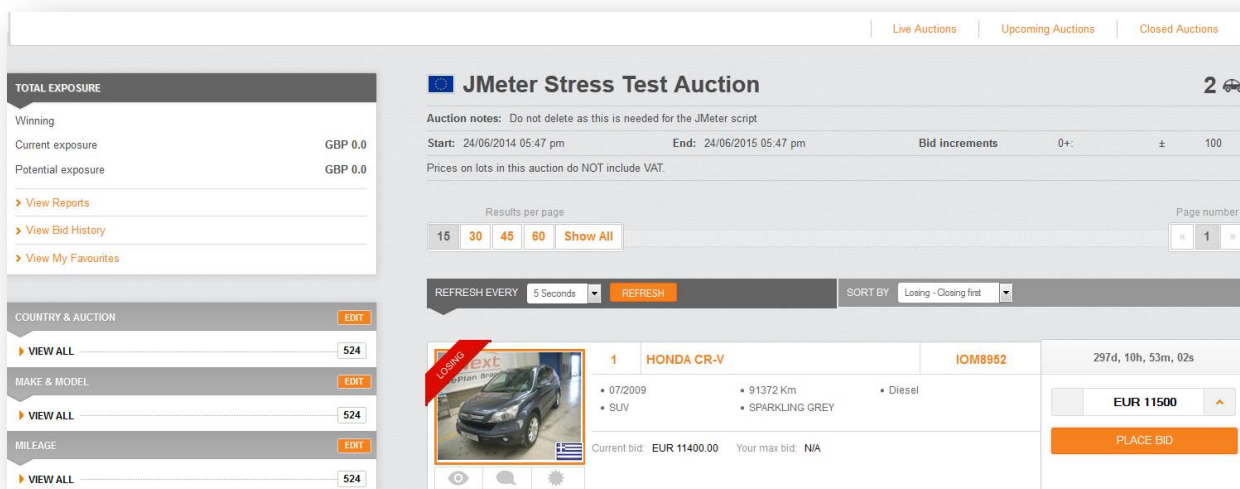 Live Auctions Upcoming Auctions Closed Auctions
TOTAL EXPOSURE
Winning
Current exposure GBP 0.0
Potential exposure GBP 0.0
View Reports
View Bid History
View My Favourites
COUNTRY & AUCTION EDIT
VIEW ALL 524
MAKE & MODEL EDIT
VIEW ALL 524
MILEAGE EDIT
VIEW ALL 524
JMeter Stress Test Auction 2
Auction notes: Do not delete as this is needed for the JMeter script
Start: 24/06/2014 05:47 pm End: 24/06/2015 05:47 pm Bid increments 0+: ± 100
Prices on lots in this auction do NOT include VAT.
Results per page Page number
15 30 45 60 Show All « 1 »
REFRESH EVERY 5 Seconds REFRESH SORT BY Losing - Closing first
LOSING
1 HONDA CR-V IOM8952 297d, 10h, 53m, 02s
• 07/2009 • 91372 Km • Diesel
• SUV • SPARKLING GREY
EUR 11500
Current bid: EUR 11400.00 Your max bid: N/A
PLACE BID